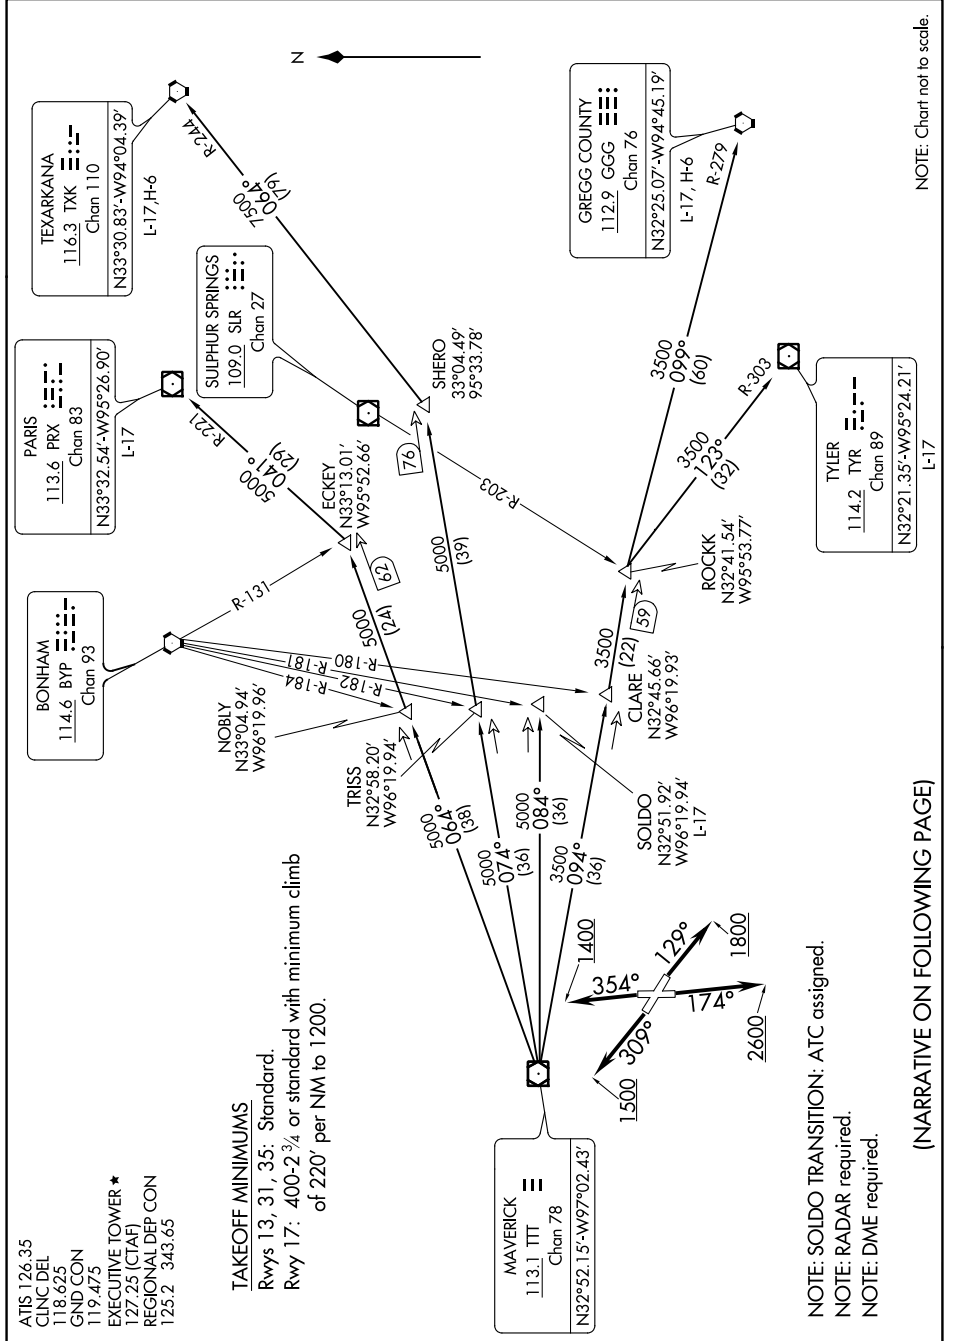 ATIS 126.35
CLNC DEL
118.625
GND CON
119.475
EXECUTIVE TOWER ★
127.25 (CTAF)
REGIONAL DEP CON
125.2 343.65
TAKEOFF MINIMUMS
Rwys 13, 31, 35: Standard.
Rwy 17: 400-2 ¾ or standard with minimum climb
of 220' per NM to 1200.
BONHAM
114.6 BYP
Chan 93
PARIS
113.6 PRX
Chan 83
N33°32.54'-W95°26.90'
L-17
TEXARKANA
116.3 TXK
Chan 110
N33°30.83'-W94°04.39'
L-17,H-6
SULPHUR SPRINGS
109.0 SLR
Chan 27
N
GREGG COUNTY
112.9 GGG
Chan 76
N32°25.07'-W94°45.19'
L-17, H-6
TYLER
114.2 TYR
Chan 89
N32°21.35'-W95°24.21'
L-17
MAVERICK
113.1 TTT
Chan 78
N32°52.15'-W97°02.43'
NOBLY
N33°04.94'
W96°19.96'
TRISS
N32°58.20'
W96°19.94'
SOLDO
N32°51.92'
W96°19.94'
L-17
CLARE
N32°45.66'
W96°19.93'
ECKEY
N33°13.01'
W95°52.66'
SHERO
33°04.49'
95°33.78'
ROCKK
N32°41.54'
W95°53.77'
R-131
R-181
R-180
R-184
R-182
R-221
R-244
R-203
R-279
R-303
5000
064°
(38)
5000
074°
(36)
5000
084°
(36)
3500
094°
(36)
5000
(24)
62
5000
041°
(29)
5000
(39)
76
7500
064°
(79)
3500
(22)
59
3500
099°
(60)
3500
123°
(32)
1400
354°
129°
1800
309°
1500
174°
2600
NOTE: SOLDO TRANSITION: ATC assigned.
NOTE: RADAR required.
NOTE: DME required.
NOTE: Chart not to scale.
(NARRATIVE ON FOLLOWING PAGE)